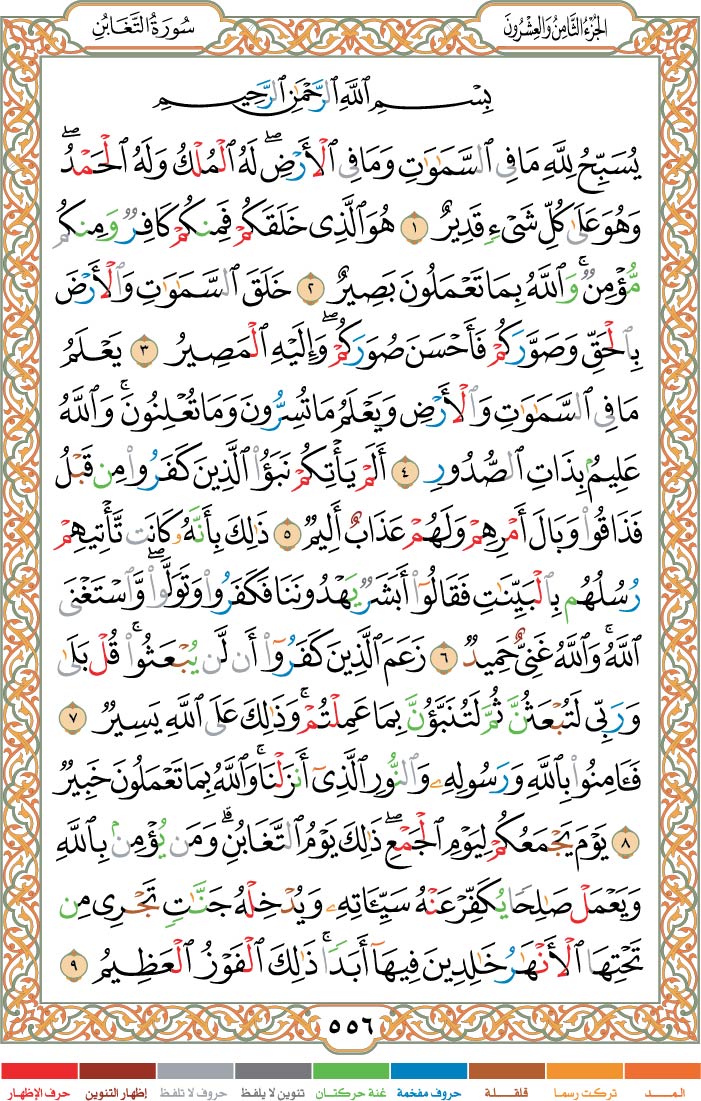 الجُزْءُ الثَّامِنُ وَالعِشْرُونَ
سُورَةُ التَّغَابُنِ
بِسْمِ ٱللَّهِ ٱلرَّحْمَٰنِ ٱلرَّحِيمِ
يُسَبِّحُ لِلَّهِ مَا فِى ٱلسَّمَٰوَٰتِ وَمَا فِى ٱلْأَرْضِ ۖ لَهُ ٱلْمُلْكُ وَلَهُ ٱلْحَمْدُ ۖ
وَهُوَ عَلَىٰ كُلِّ شَىْءٍ قَدِيرٌ ١ هُوَ ٱلَّذِى خَلَقَكُمْ فَمِنكُمْ كَافِرٌ وَمِنكُم
مُّؤْمِنٌ ۚ وَٱللَّهُ بِمَا تَعْمَلُونَ بَصِيرٌ ٢ خَلَقَ ٱلسَّمَٰوَٰتِ وَٱلْأَرْضَ
بِٱلْحَقِّ وَصَوَّرَكُمْ فَأَحْسَنَ صُوَرَكُمْ ۖ وَإِلَيْهِ ٱلْمَصِيرُ ٣ يَعْلَمُ
مَا فِى ٱلسَّمَٰوَٰتِ وَٱلْأَرْضِ وَيَعْلَمُ مَا تُسِرُّونَ وَمَا تُعْلِنُونَ ۚ وَٱللَّهُ
عَلِيمٌۢ بِذَاتِ ٱلصُّدُورِ ٤ أَلَمْ يَأْتِكُمْ نَبَؤُا۟ ٱلَّذِينَ كَفَرُوا۟ مِن قَبْلُ
فَذَاقُوا۟ وَبَالَ أَمْرِهِمْ وَلَهُمْ عَذَابٌ أَلِيمٌ ٥ ذَٰلِكَ بِأَنَّهُۥ كَانَت تَّأْتِيهِمْ
رُسُلُهُم بِٱلْبَيِّنَٰتِ فَقَالُوٓا۟ أَبَشَرٌ يَهْدُونَنَا فَكَفَرُوا۟ وَتَوَلَّوا۟ ۖ وَّٱسْتَغْنَى
ٱللَّهُ ۚ وَٱللَّهُ غَنِىٌّ حَمِيدٌ ٦ زَعَمَ ٱلَّذِينَ كَفَرُوٓا۟ أَن لَّن يُبْعَثُوا۟ ۚ قُلْ بَلَىٰ
وَرَبِّى لَتُبْعَثُنَّ ثُمَّ لَتُنَبَّؤُنَّ بِمَا عَمِلْتُمْ ۚ وَذَٰلِكَ عَلَى ٱللَّهِ يَسِيرٌ ٧
فَـَٔامِنُوا۟ بِٱللَّهِ وَرَسُولِهِۦ وَٱلنُّورِ ٱلَّذِىٓ أَنزَلْنَا ۚ وَٱللَّهُ بِمَا تَعْمَلُونَ خَبِيرٌ
٨ يَوْمَ يَجْمَعُكُمْ لِيَوْمِ ٱلْجَمْعِ ۖ ذَٰلِكَ يَوْمُ ٱلتَّغَابُنِ ۗ وَمَن يُؤْمِنۢ بِٱللَّهِ
وَيَعْمَلْ صَٰلِحًا يُكَفِّرْ عَنْهُ سَيِّـَٔاتِهِۦ وَيُدْخِلْهُ جَنَّٰتٍ تَجْرِى مِن
تَحْتِهَا ٱلْأَنْهَٰرُ خَٰلِدِينَ فِيهَآ أَبَدًا ۚ ذَٰلِكَ ٱلْفَوْزُ ٱلْعَظِيمُ ٩
٥٥٦
المــد تركت رسما قلقلة حروف مفخمة غنة حركتان تنوين لا يلفظ حروف لا تلفظ إظهار التنوين حرف الإظهار